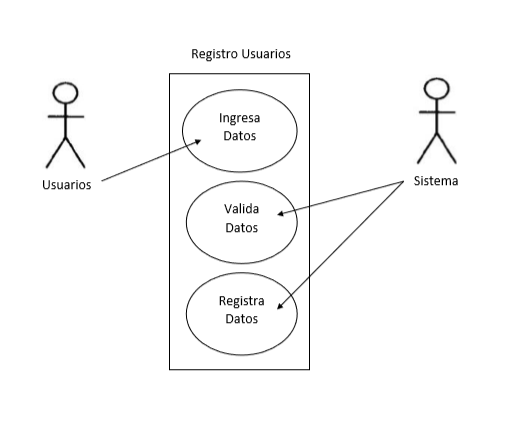 Registro Usuarios
Ingresa
Datos
Usuarios
Sistema
Valida
Datos
Registra
Datos